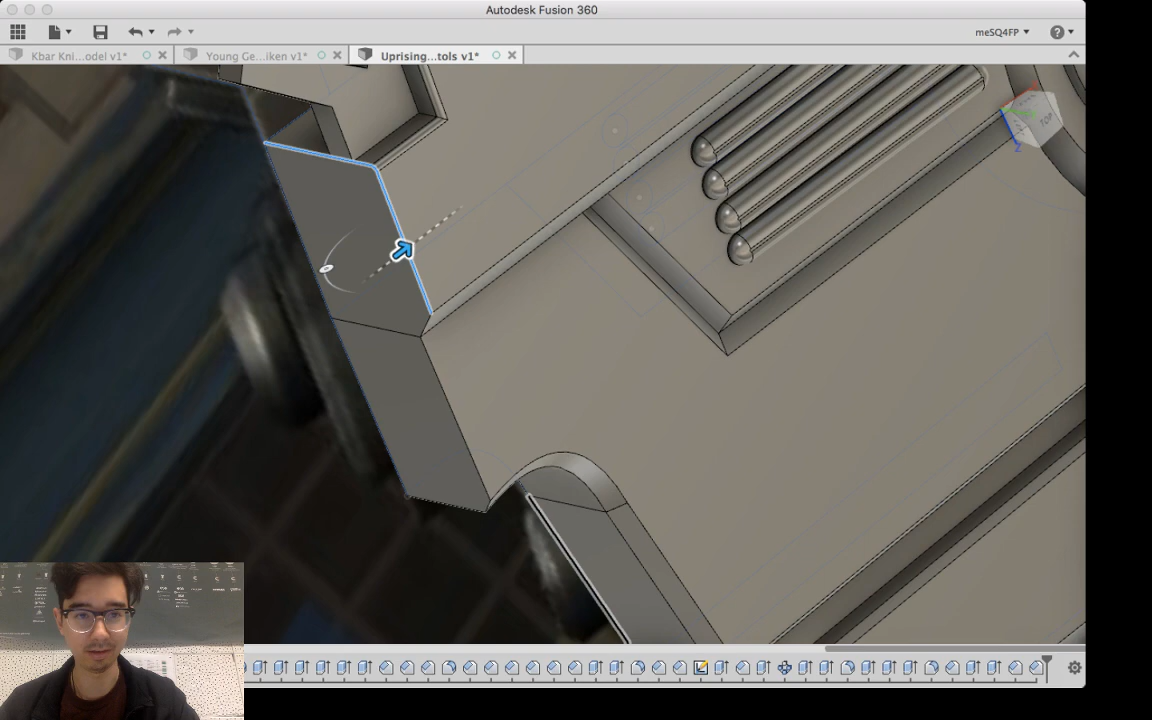 Autodesk Fusion 360
meSQ4FP
Kbar Kni...odel v1*
Young Ge...iken v1*
Uprising...tols v1*
TOP
Z